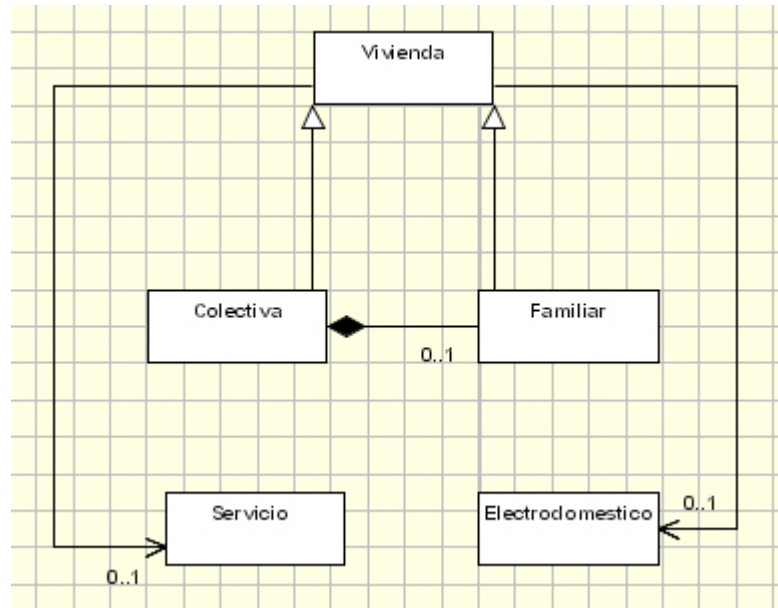 Vivienda
Colectiva
Familiar
0..1
Servicio
Electrodomestico
0..1
0..1